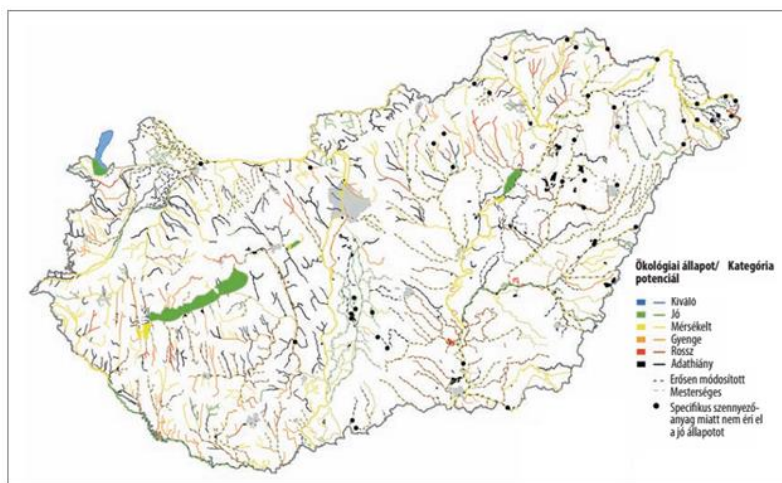 Ökológiai állapot/ Kategória
potenciál
Kiváló
Jó
Mérsékelt
Gyenge
Rossz
Adathiány
Erősen módosított
Mesterséges
Specifikus szennyező-
anyag miatt nem éri el
a jó állapotot